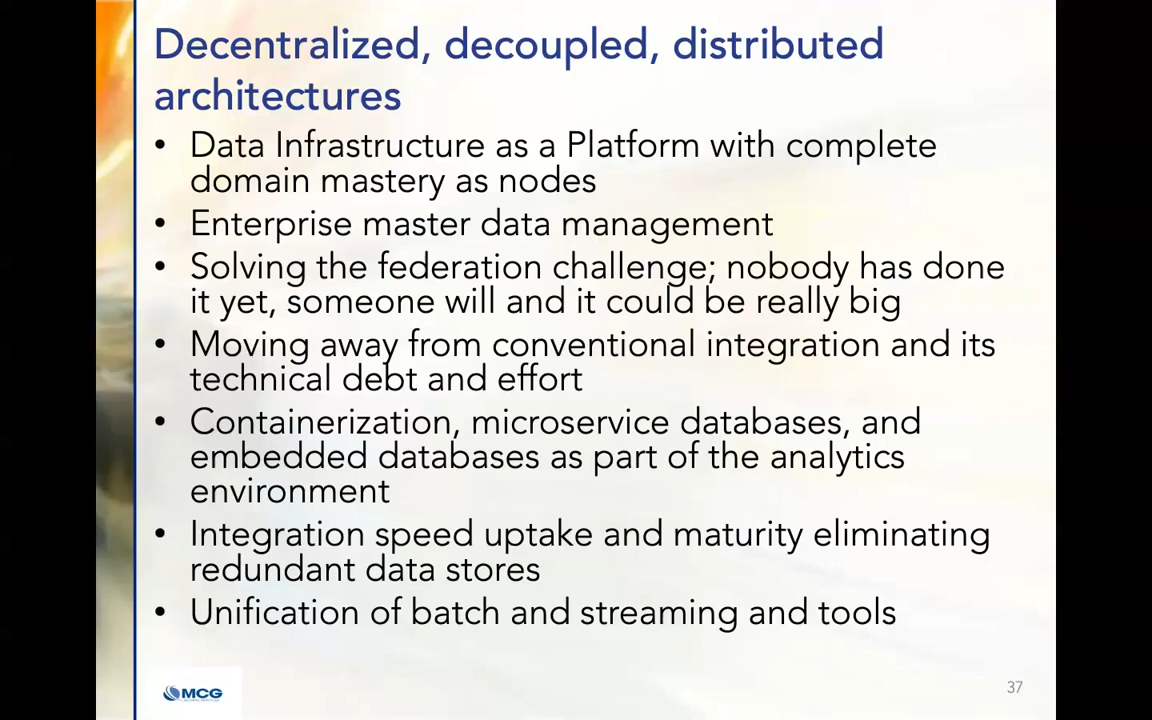 Decentralized, decoupled, distributed
architectures
• Data Infrastructure as a Platform with complete
domain mastery as nodes
• Enterprise master data management
• Solving the federation challenge; nobody has done
it yet, someone will and it could be really big
• Moving away from conventional integration and its
technical debt and effort
• Containerization, microservice databases, and
embedded databases as part of the analytics
environment
• Integration speed uptake and maturity eliminating
redundant data stores
• Unification of batch and streaming and tools
MCG
37